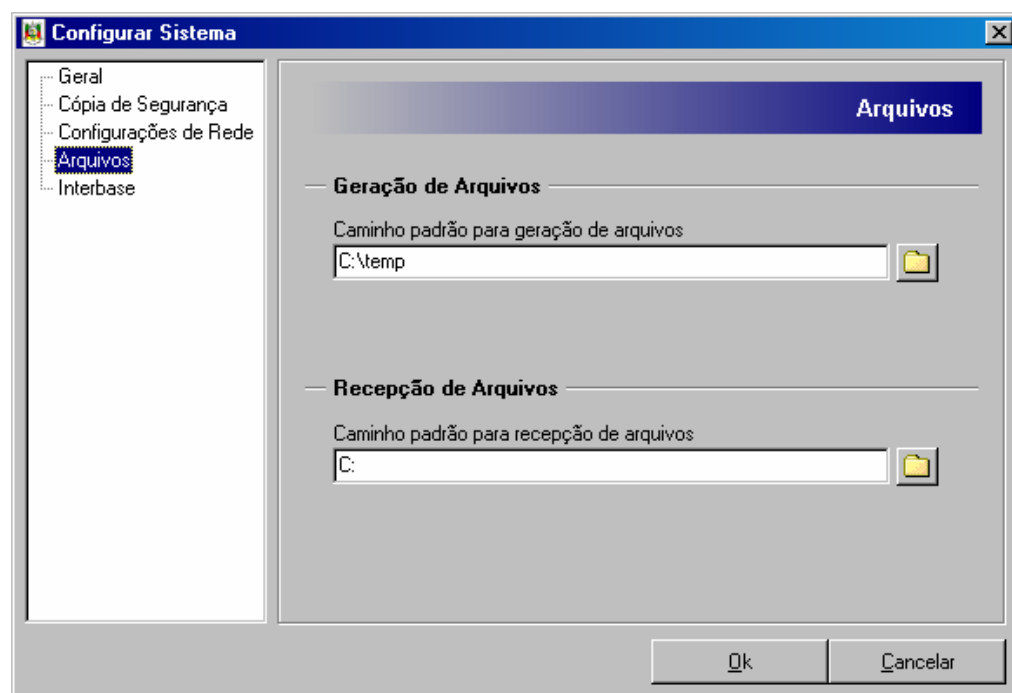 Configurar Sistema
Geral
Cópia de Segurança
Configurações de Rede
Arquivos
Interbase
Arquivos
Geração de Arquivos
Caminho padrão para geração de arquivos
C:\temp
Recepção de Arquivos
Caminho padrão para recepção de arquivos
C:
Ok
Cancelar